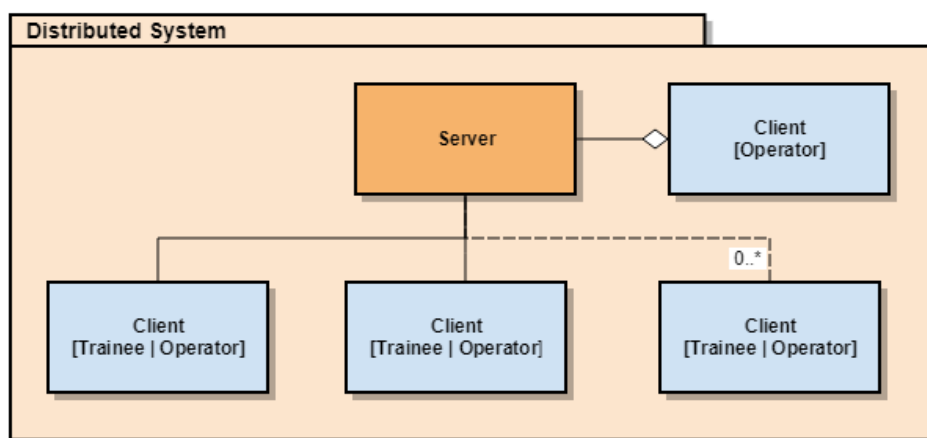 Distributed System
Server
Client
[Operator]
0..*
Client
[Trainee | Operator]
Client
[Trainee | Operator]
Client
[Trainee | Operator]